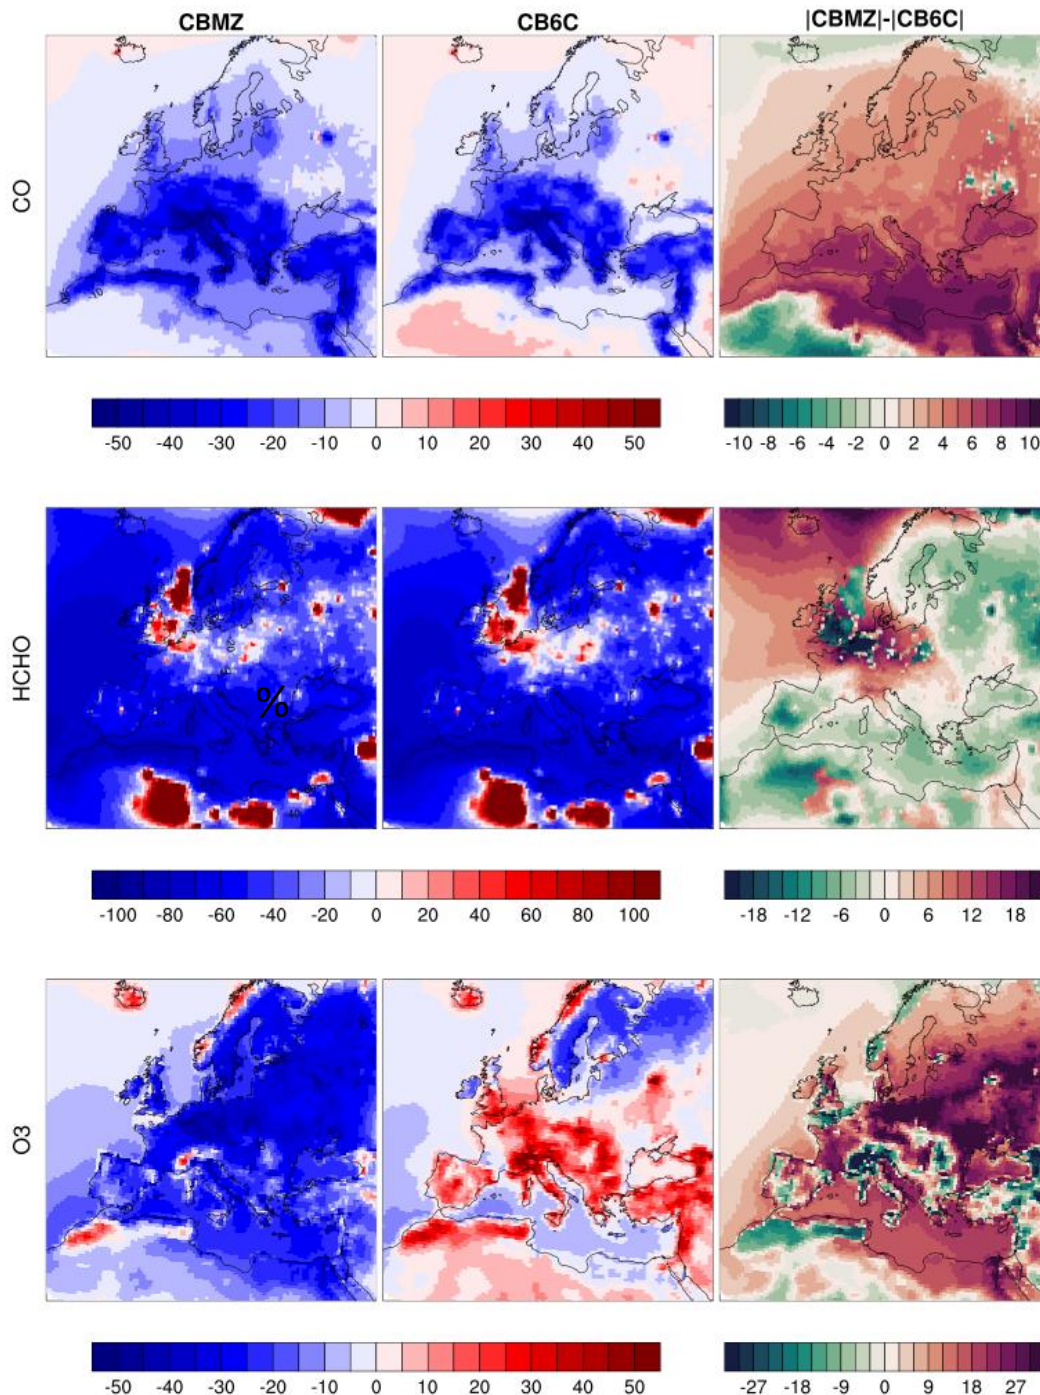 CBMZ CB6C |CBMZ|-|CB6C|
CO
-50 -40 -30 -20 -10 0 10 20 30 40 50 -10 -8 -6 -4 -2 0 2 4 6 8 10
HCHO
%
-100 -80 -60 -40 -20 0 20 40 60 80 100 -18 -12 -6 0 6 12 18
O3
-50 -40 -30 -20 -10 0 10 20 30 40 50 -27 -18 -9 0 9 18 27